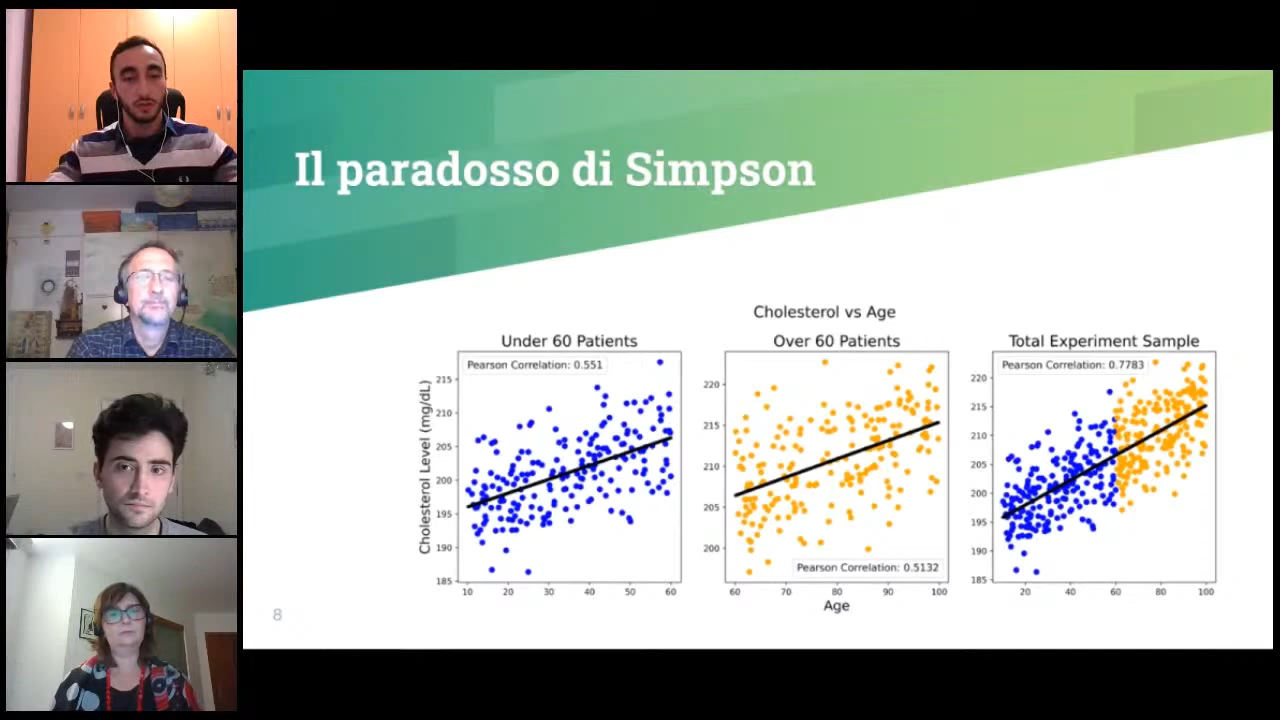 Il paradosso di Simpson
Cholesterol vs Age
Under 60 Patients
Pearson Correlation: 0.551
Cholesterol Level (mg/dL)
215
210
205
200
195
190
185
10 20 30 40 50 60
Over 60 Patients
220
215
210
205
200
Pearson Correlation: 0.5132
60 70 80 90 100
Age
Total Experiment Sample
Pearson Correlation: 0.7783
220
215
210
205
200
195
190
185
20 40 60 80 100
8